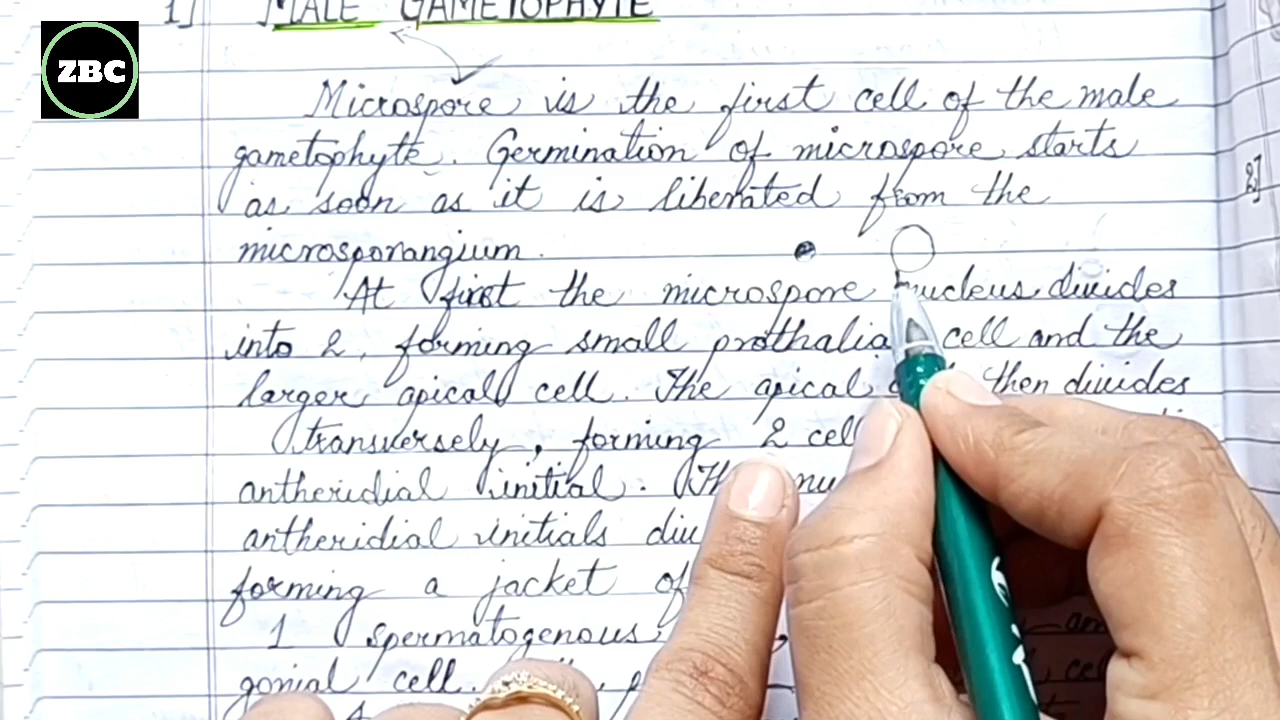 ZBC
1] MALE GAMETOPHYTE
Microspore is the first cell of the male
gametophyte. Germination of microspore starts
as soon as it is liberated from the
microsporangium.
2]
At first the microspore nucleus divides
into 2, forming small prothalial cell and the
larger apical cell. The apical then divides
transversely, forming 2
antheridial initial.
antheridial initials
forming a jacket of
1 spermatogenous
gonial cell.